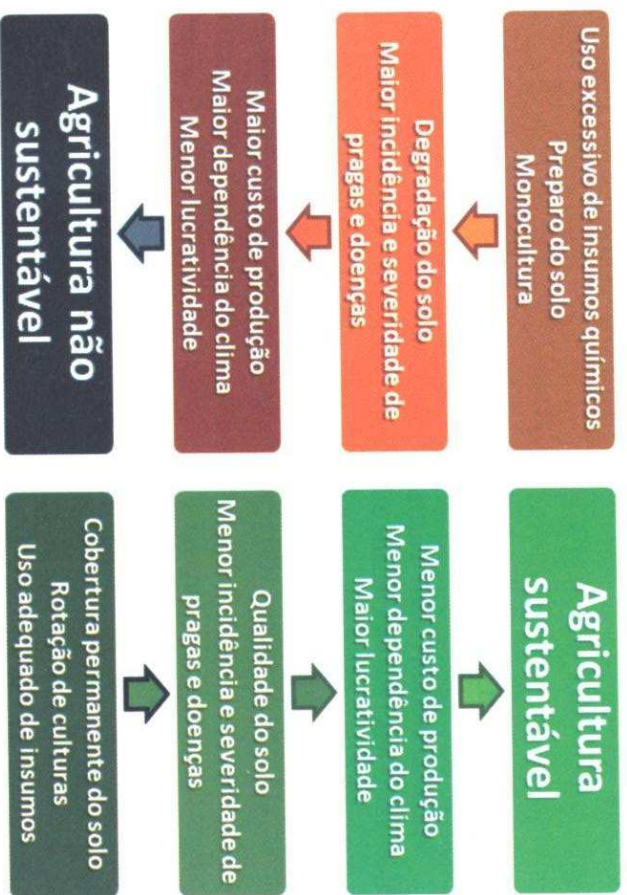 Uso excessivo de insumos químicos
Preparo do solo
Monocultura
Degradação do solo
Maior incidência e severidade de
pragas e doenças
Maior custo de produção
Maior dependência do clima
Menor lucratividade
Agricultura não
sustentável
Agricultura
sustentável
Menor custo de produção
Menor dependência do clima
Maior lucratividade
Qualidade do solo
Menor incidência e severidade de
pragas e doenças
Cobertura permanente do solo
Rotação de culturas
Uso adequado de insumos